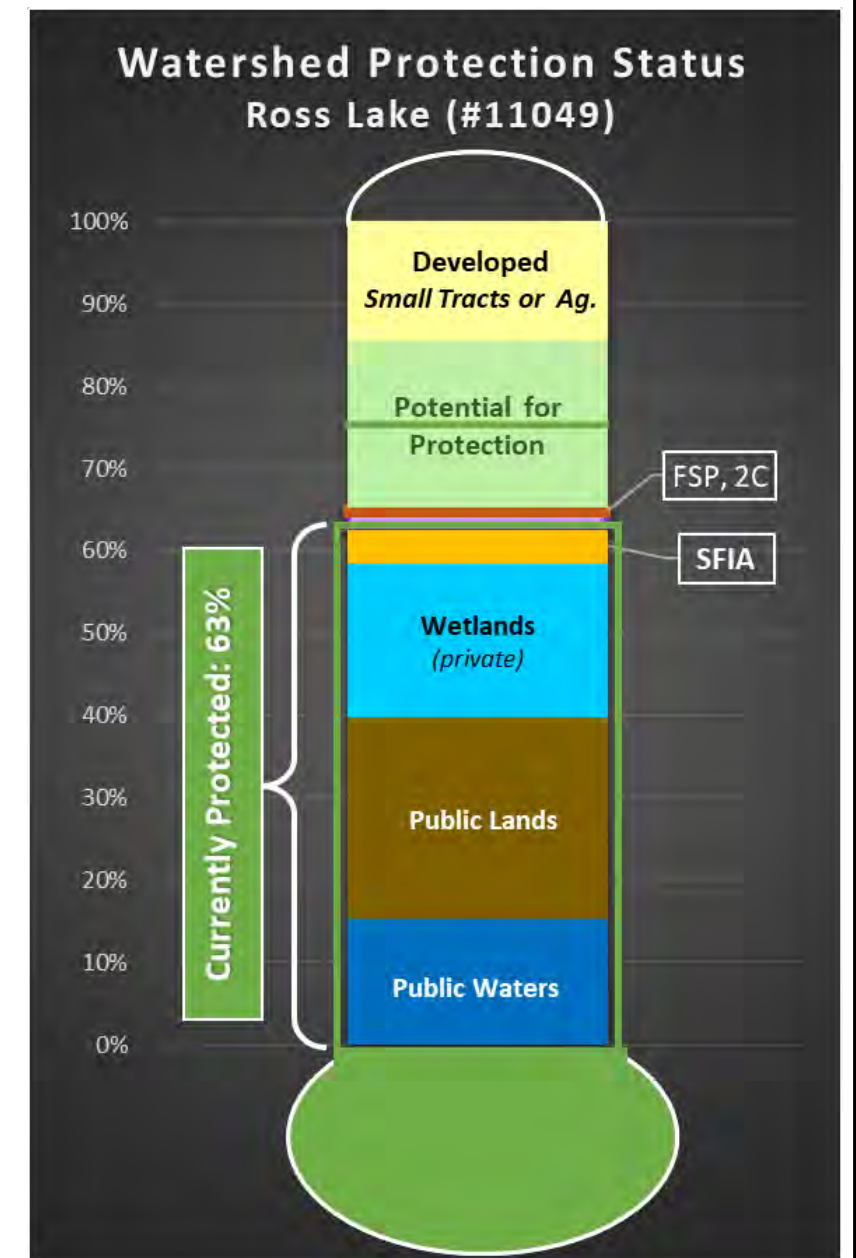 Watershed Protection Status
Ross Lake (#11049)
100%
90%
80%
70%
60%
50%
40%
30%
20%
10%
0%
Developed
Small Tracts or Ag.
Potential for
Protection
FSP, 2C
SFIA
Wetlands
(private)
Public Lands
Public Waters
Currently Protected: 63%